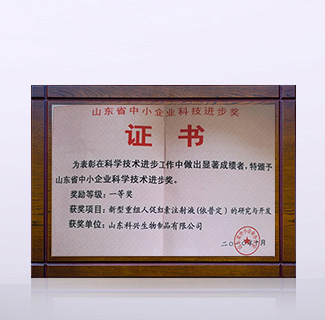 山东省中小企业科技进步奖
证书
为表彰在科学技术进步工作中做出显著成绩者，特颁予
山东省中小企业科学技术进步奖。
奖励等级：一等奖
获奖项目：新型重组人促红素注射液(依普定）的研究与开发
获奖单位：山东科兴生物制品有限公司